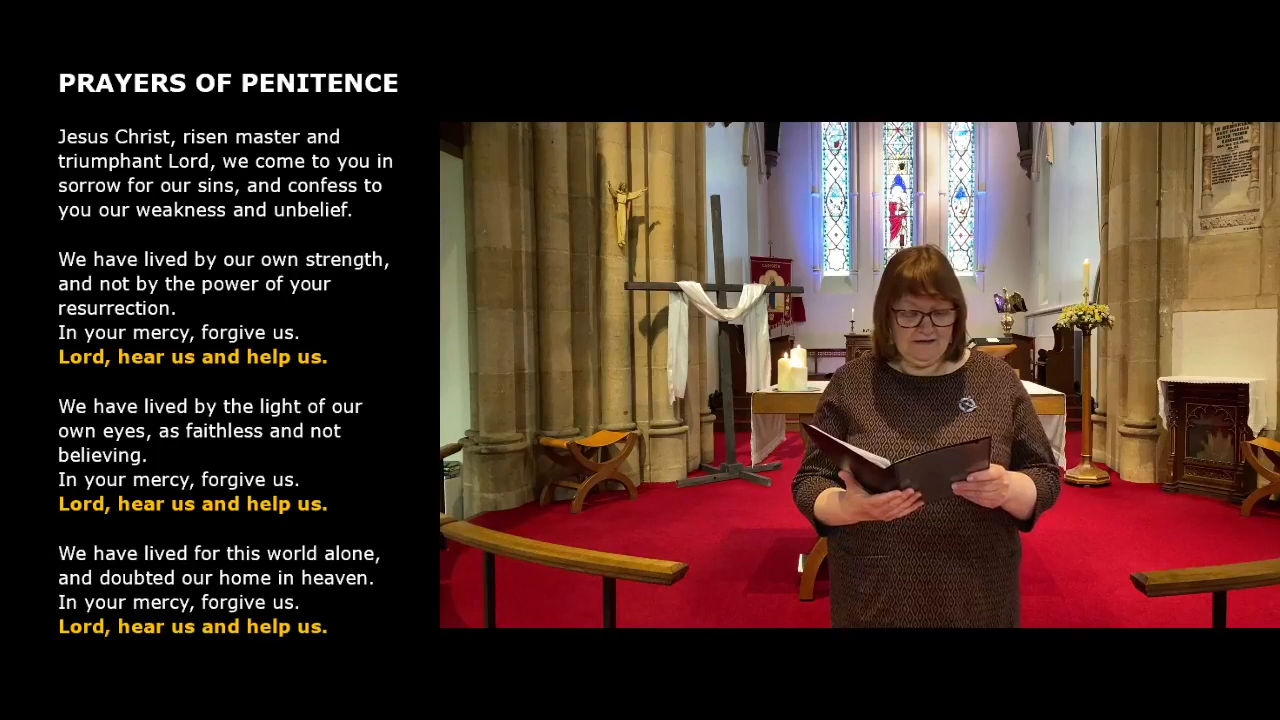 PRAYERS OF PENITENCE
Jesus Christ, risen master and
triumphant Lord, we come to you in
sorrow for our sins, and confess to
you our weakness and unbelief.
We have lived by our own strength,
and not by the power of your
resurrection.
In your mercy, forgive us.
Lord, hear us and help us.
We have lived by the light of our
own eyes, as faithless and not
believing.
In your mercy, forgive us.
Lord, hear us and help us.
We have lived for this world alone,
and doubted our home in heaven.
In your mercy, forgive us.
Lord, hear us and help us.